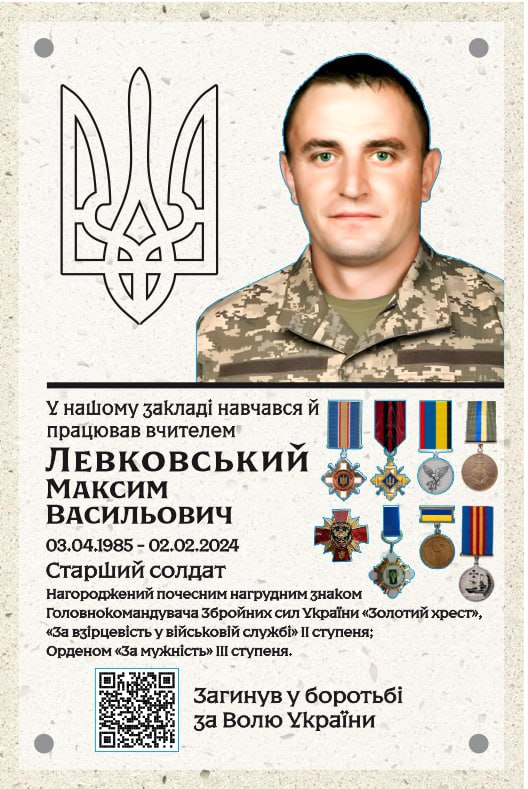 У нашому закладі навчався й
працював вчителем
Левковський
Максим
Васильович
03.04.1985 – 02.02.2024
Старший солдат
Нагороджений почесним нагрудним знаком
Головнокомандувача Збройних сил України «Золотий хрест»,
«За взірцевість у військовій службі» ІІ ступеня;
Орденом «За мужність» ІІІ ступеня.
Загинув у боротьбі
за Волю України